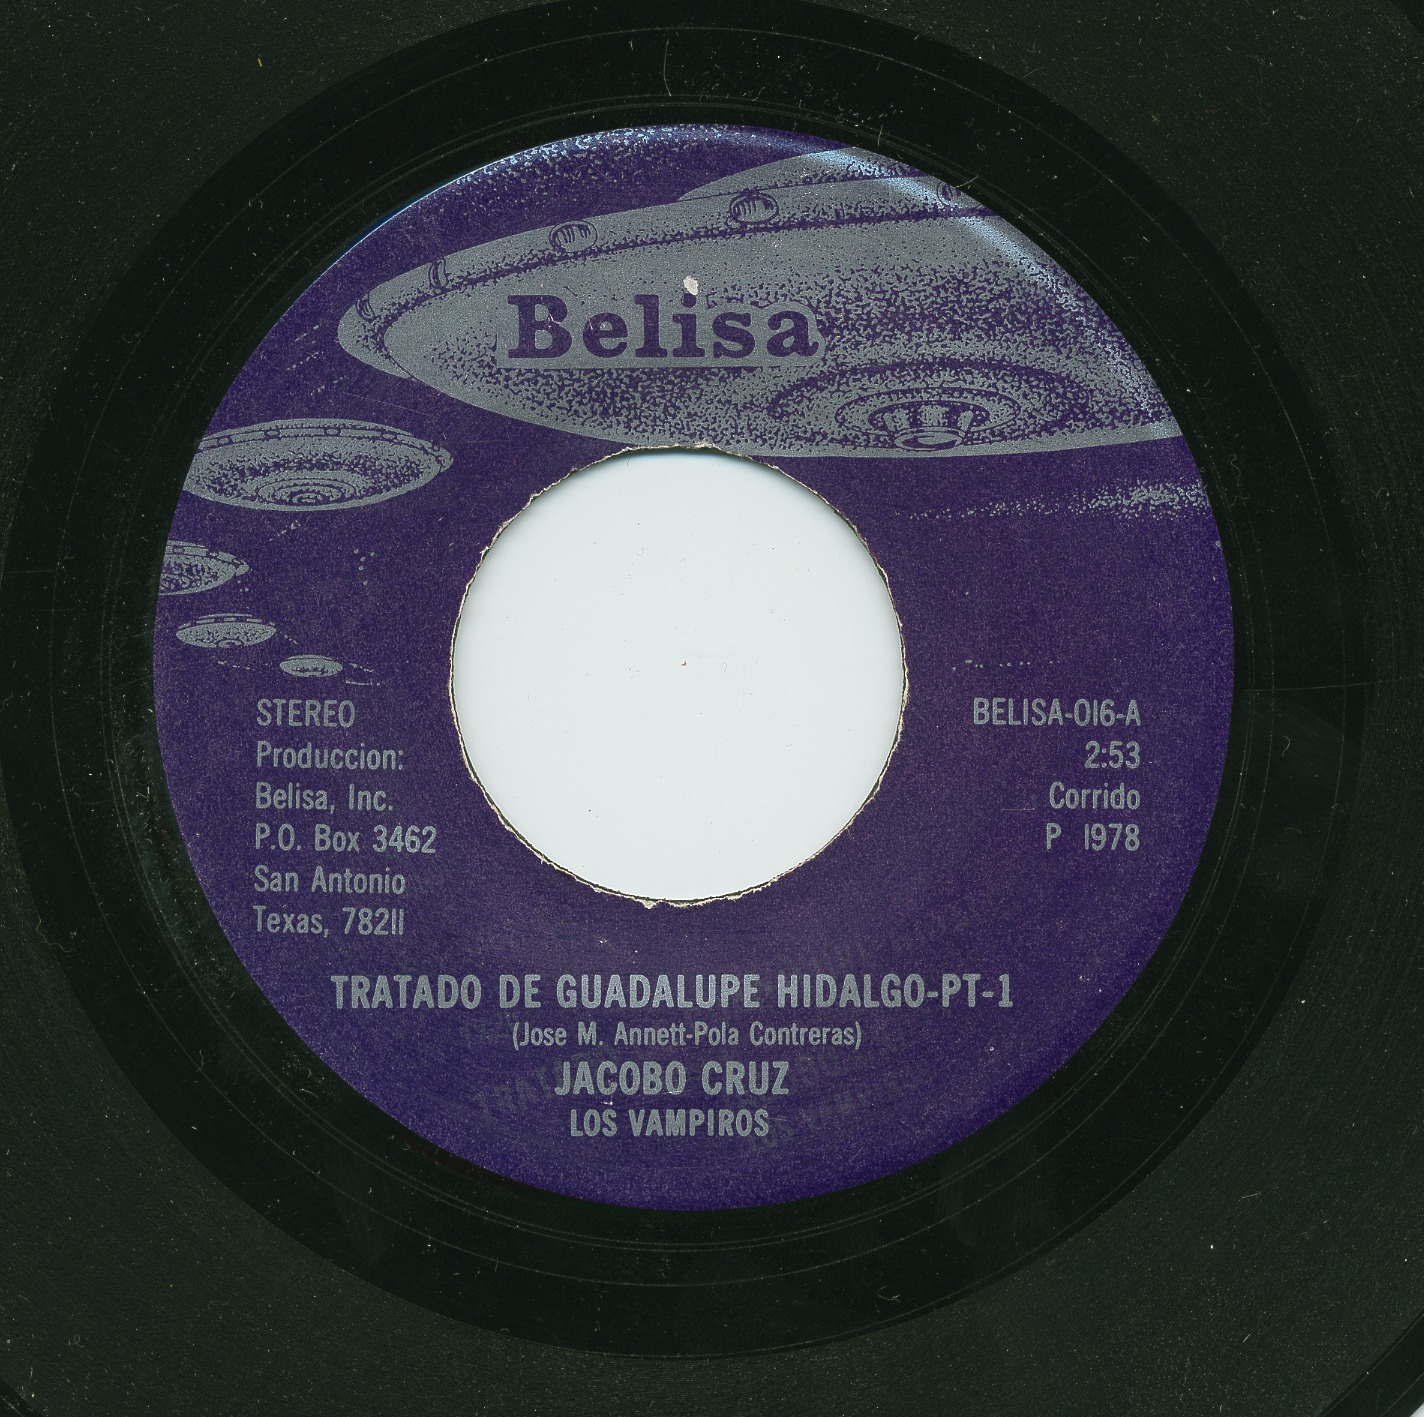 Belisa
STEREO
Produccion:
Belisa, Inc.
P.O. Box 3462
San Antonio
Texas, 78211
BELISA-016-A
2:53
Corrido
P 1978
TRATADO DE GUADALUPE HIDALGO-PT-1
(Jose M. Annett-Pola Contreras)
JACOBO CRUZ
LOS VAMPIROS